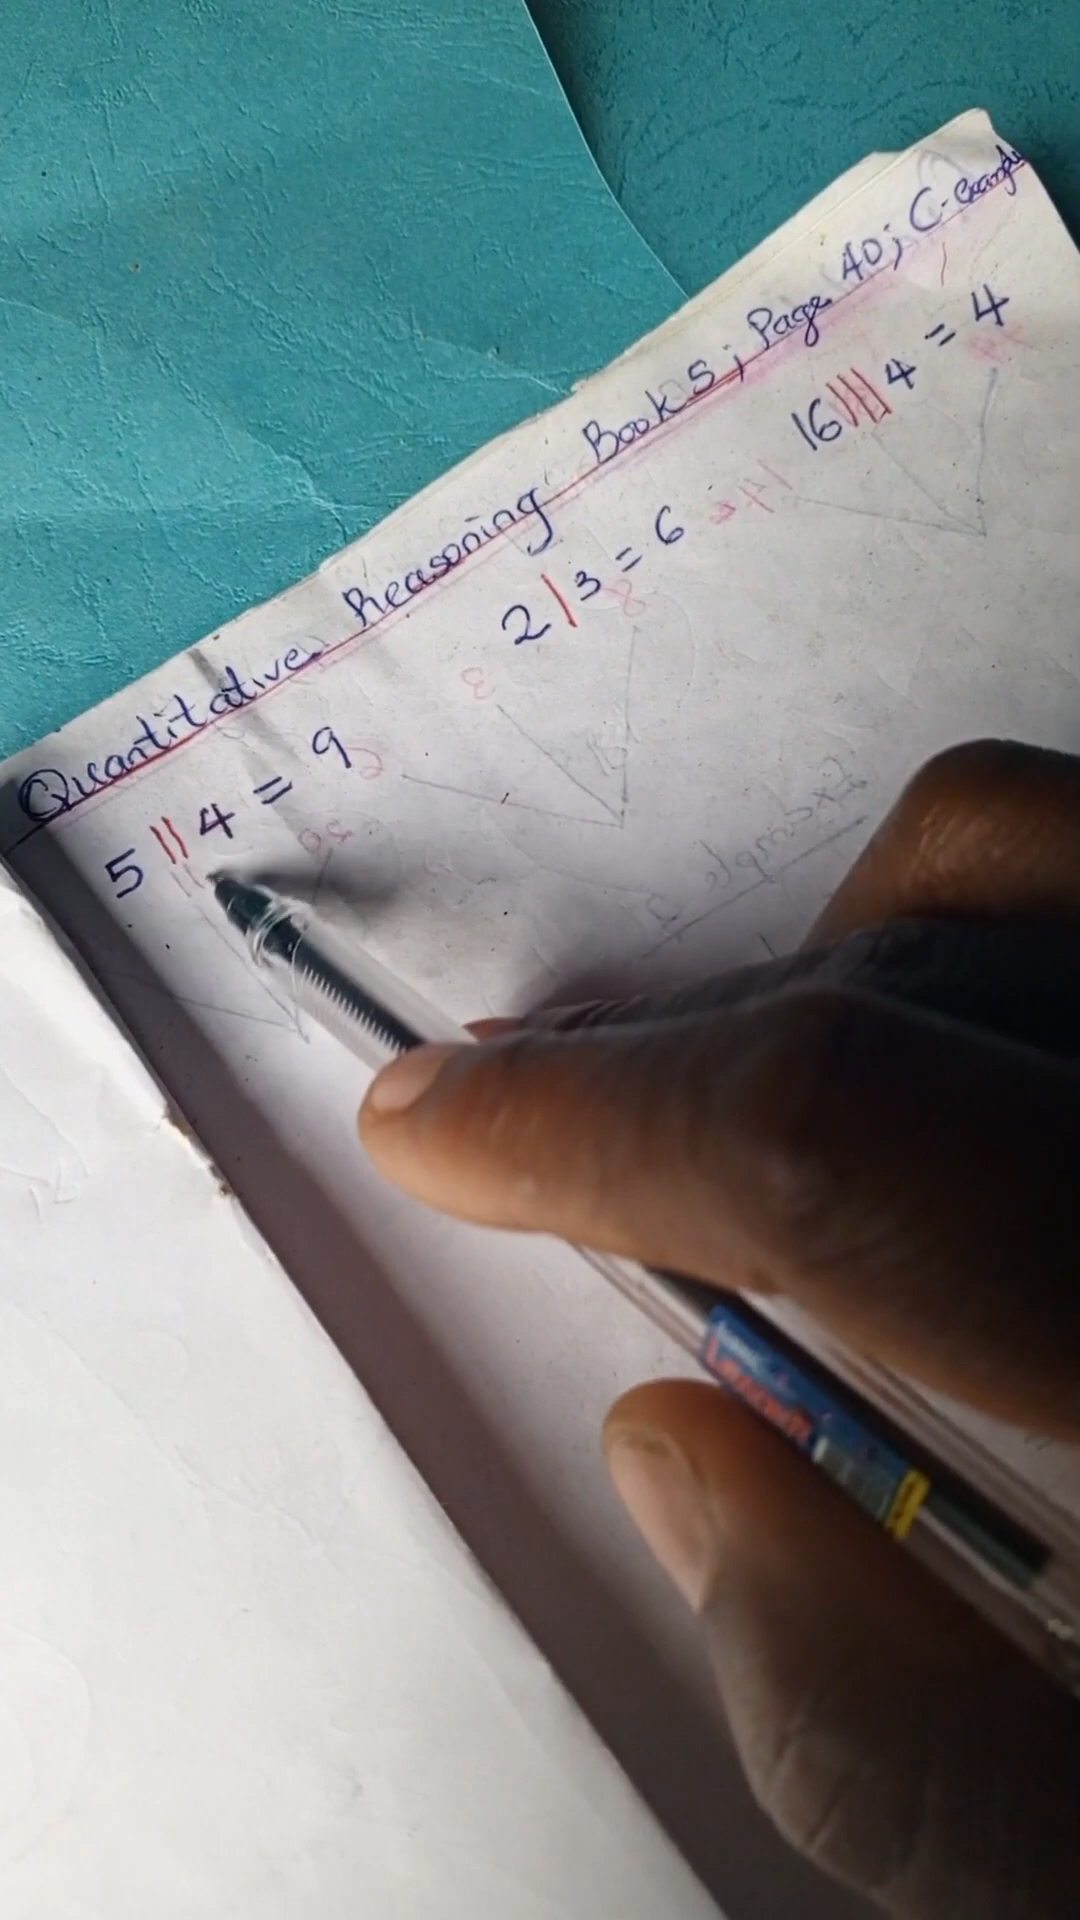 Quantitative Reasoning Book 5; Page 40; C-Example
5 || 4 = 9
2 | 3 = 6
16 |||| 4 = 4